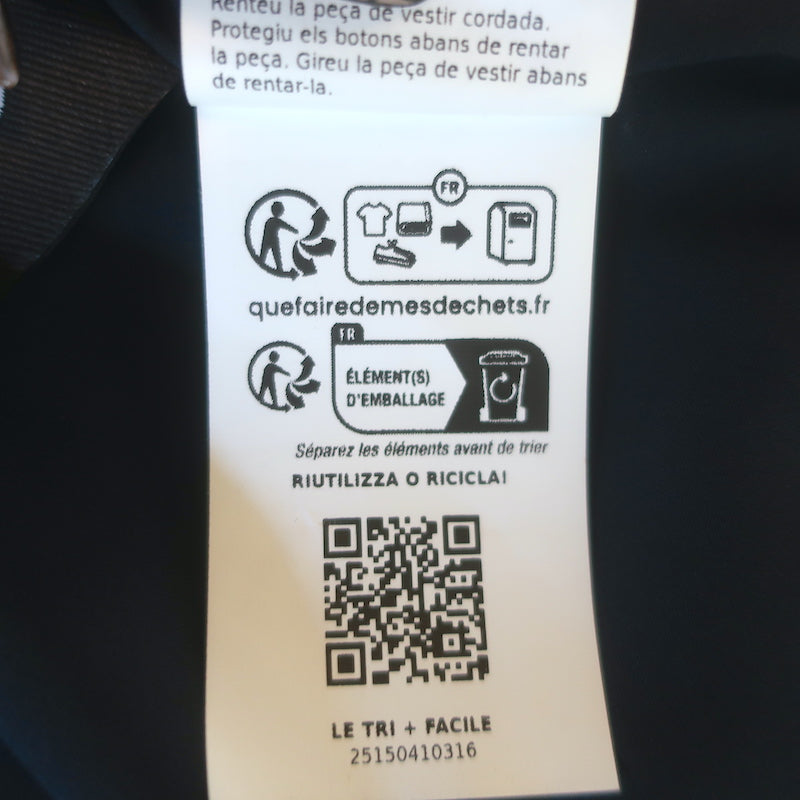 Renteu la peça de vestir cordada.
Protegiu els botons abans de rentar
la peça. Gireu la peça de vestir abans
de rentar-la.
FR
quefairedemesdechets.fr
FR
ÉLÉMENT(S)
D'EMBALLAGE
Séparez les éléments avant de trier
RIUTILIZZA O RICICLA!
LE TRI + FACILE
25150410316